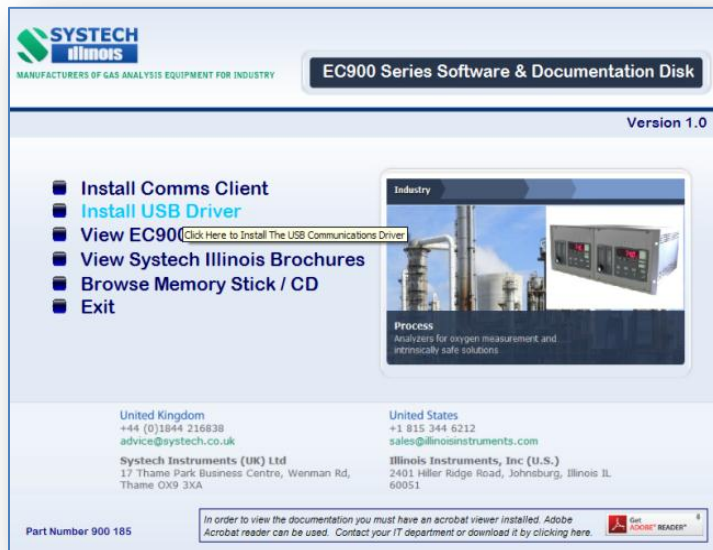 SYSTECH
Illinois
MANUFACTURERS OF GAS ANALYSIS EQUIPMENT FOR INDUSTRY
EC900 Series Software & Documentation Disk
Version 1.0
Install Comms Client
Install USB Driver
View EC900
Click Here to Install The USB Communications Driver
View Systech Illinois Brochures
Browse Memory Stick / CD
Exit
Industry
Process
Analyzers for oxygen measurement and
intrinsically safe solutions
United Kingdom
+44 (0)1844 216838
advice@systech.co.uk
Systech Instruments (UK) Ltd
17 Thame Park Business Centre, Wenman Rd,
Thame OX9 3XA
United States
+1 815 344 6212
sales@illinoisinstruments.com
Illinois Instruments, Inc (U.S.)
2401 Hiller Ridge Road, Johnsburg, Illinois IL
60051
Part Number 900 185
In order to view the documentation you must have an acrobat viewer installed. Adobe
Acrobat reader can be used. Contact your IT department or download it by clicking here.
Get
ADOBE® READER®